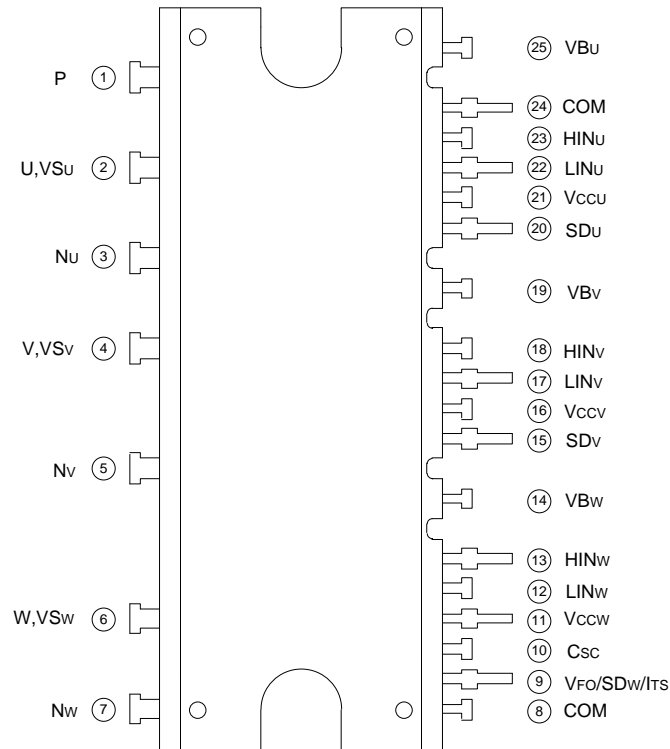 P 1
U,VSU 2
NU 3
V,VSV 4
NV 5
W,VSW 6
NW 7
25 VBU
24 COM
23 HINU
22 LINU
21 VCCU
20 SDU
19 VBV
18 HINV
17 LINV
16 VCCV
15 SDV
14 VBW
13 HINW
12 LINW
11 VCCW
10 CSC
9 VFO/SDW/ITS
8 COM